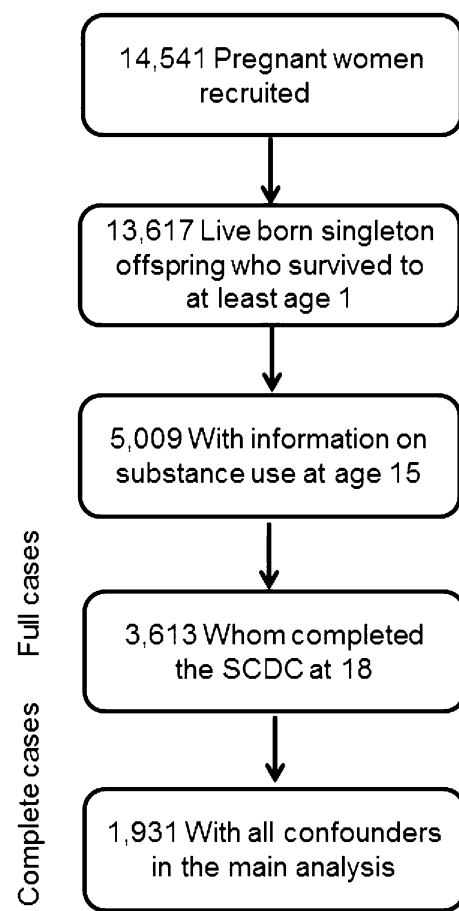 14,541 Pregnant women
recruited
13,617 Live born singleton
offspring who survived to
at least age 1
5,009 With information on
substance use at age 15
Full cases
3,613 Whom completed
the SCDC at 18
Complete cases
1,931 With all confounders
in the main analysis